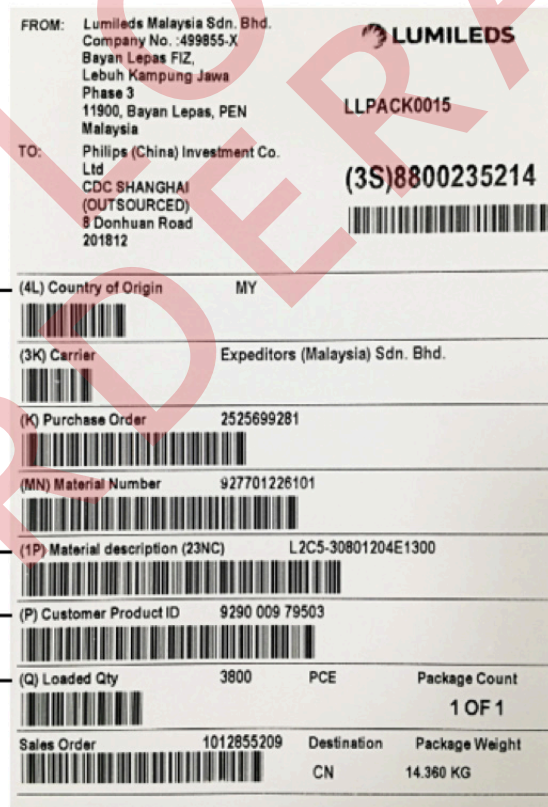 FROM: Lumileds Malaysia Sdn. Bhd.
Company No. :499855-X
Bayan Lepas FIZ,
Lebuh Kampung Jawa
Phase 3
11900, Bayan Lepas, PEN
Malaysia
TO: Philips (China) Investment Co.
Ltd
CDC SHANGHAI
(OUTSOURCED)
8 Donhuan Road
201812
LUMILEDS
LLPACK0015
(3S)8800235214
(4L) Country of Origin MY
(3K) Carrier Expeditors (Malaysia) Sdn. Bhd.
(K) Purchase Order 2525699281
(MN) Material Number 927701226101
(1P) Material description (23NC) L2C5-30801204E1300
(P) Customer Product ID 9290 009 79503
(Q) Loaded Qty 3800 PCE Package Count
1 OF 1
Sales Order 1012855209 Destination Package Weight
CN 14.360 KG